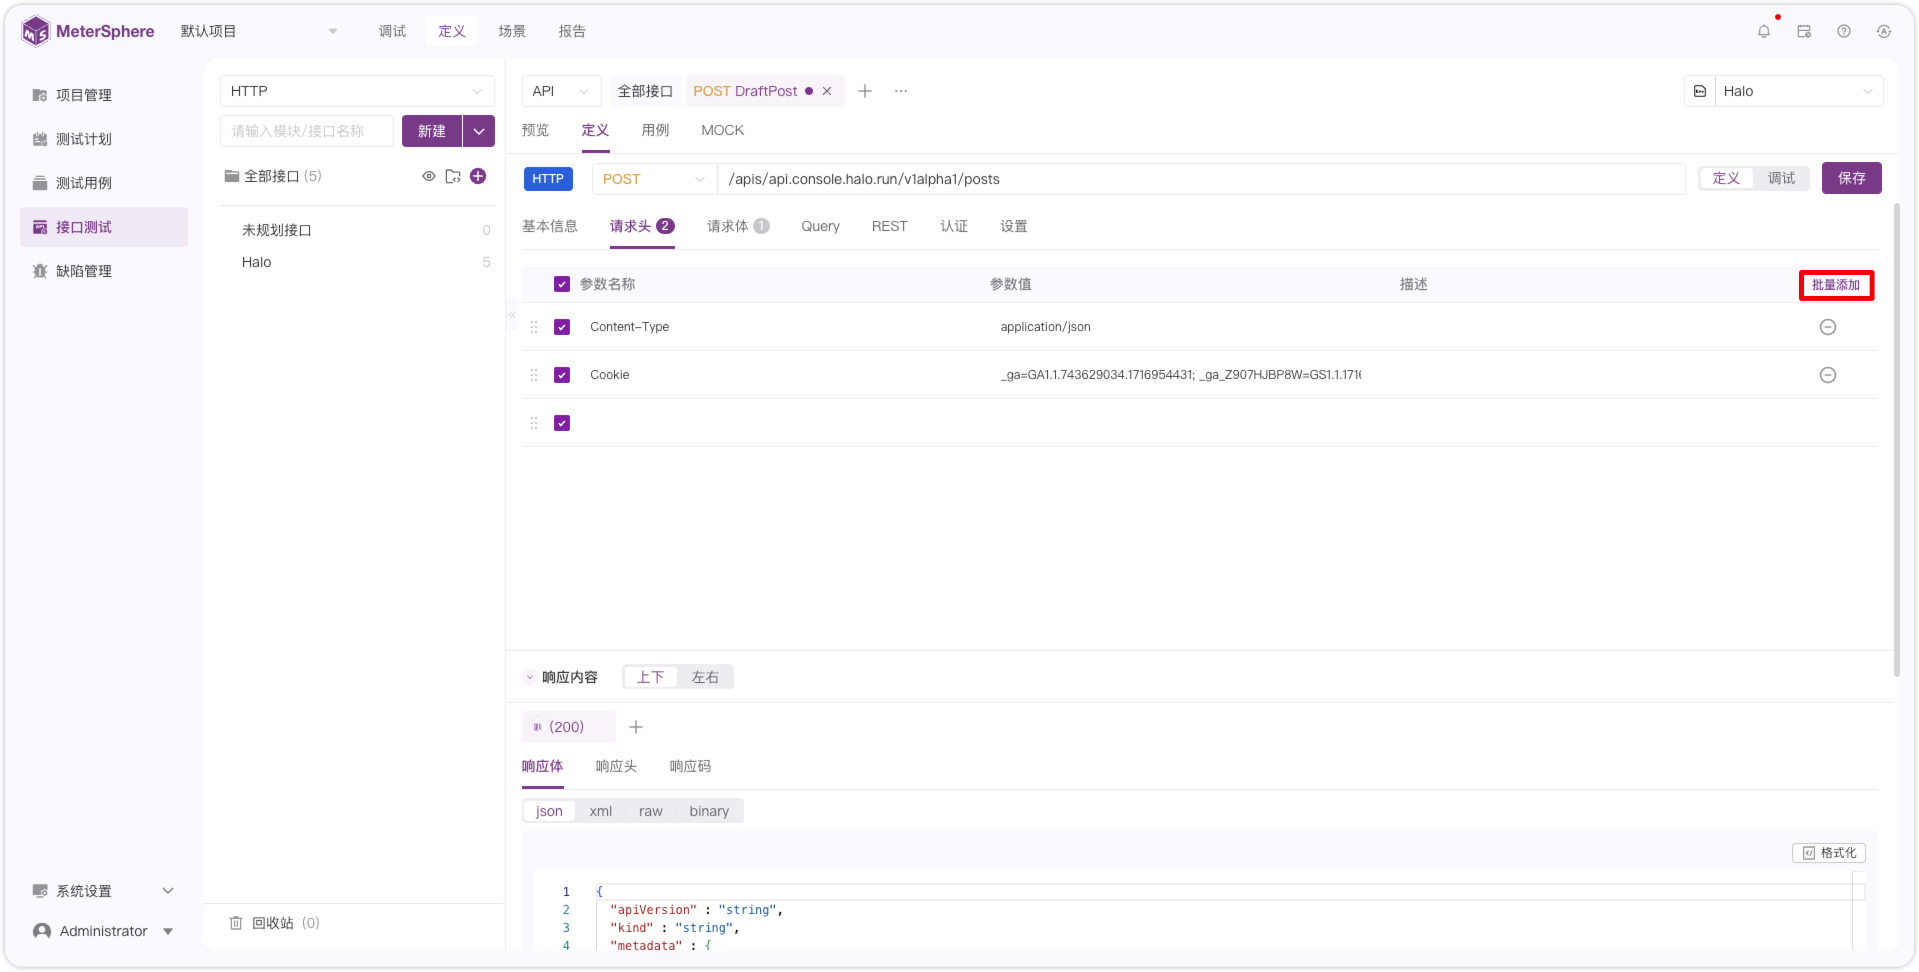 MeterSphere
默认项目
调试
定义
场景
报告
项目管理
测试计划
测试用例
接口测试
缺陷管理
系统设置
Administrator
HTTP
请输入模块/接口名称
新建
全部接口 (5)
未规划接口 0
Halo 5
回收站 (0)
API
全部接口
POST DraftPost
Halo
预览
定义
用例
MOCK
HTTP
POST
/apis/api.console.halo.run/v1alpha1/posts
定义
调试
保存
基本信息
请求头 2
请求体 1
Query
REST
认证
设置
参数名称
参数值
描述
批量添加
Content-Type
application/json
Cookie
_ga=GA1.1.743629034.1716954431; _ga_Z907HJBP8W=GS1.1.1716
响应内容
上下
左右
(200)
响应体
响应头
响应码
json
xml
raw
binary
格式化
1 {
2 "apiVersion" : "string",
3 "kind" : "string",
4 "metadata" : {